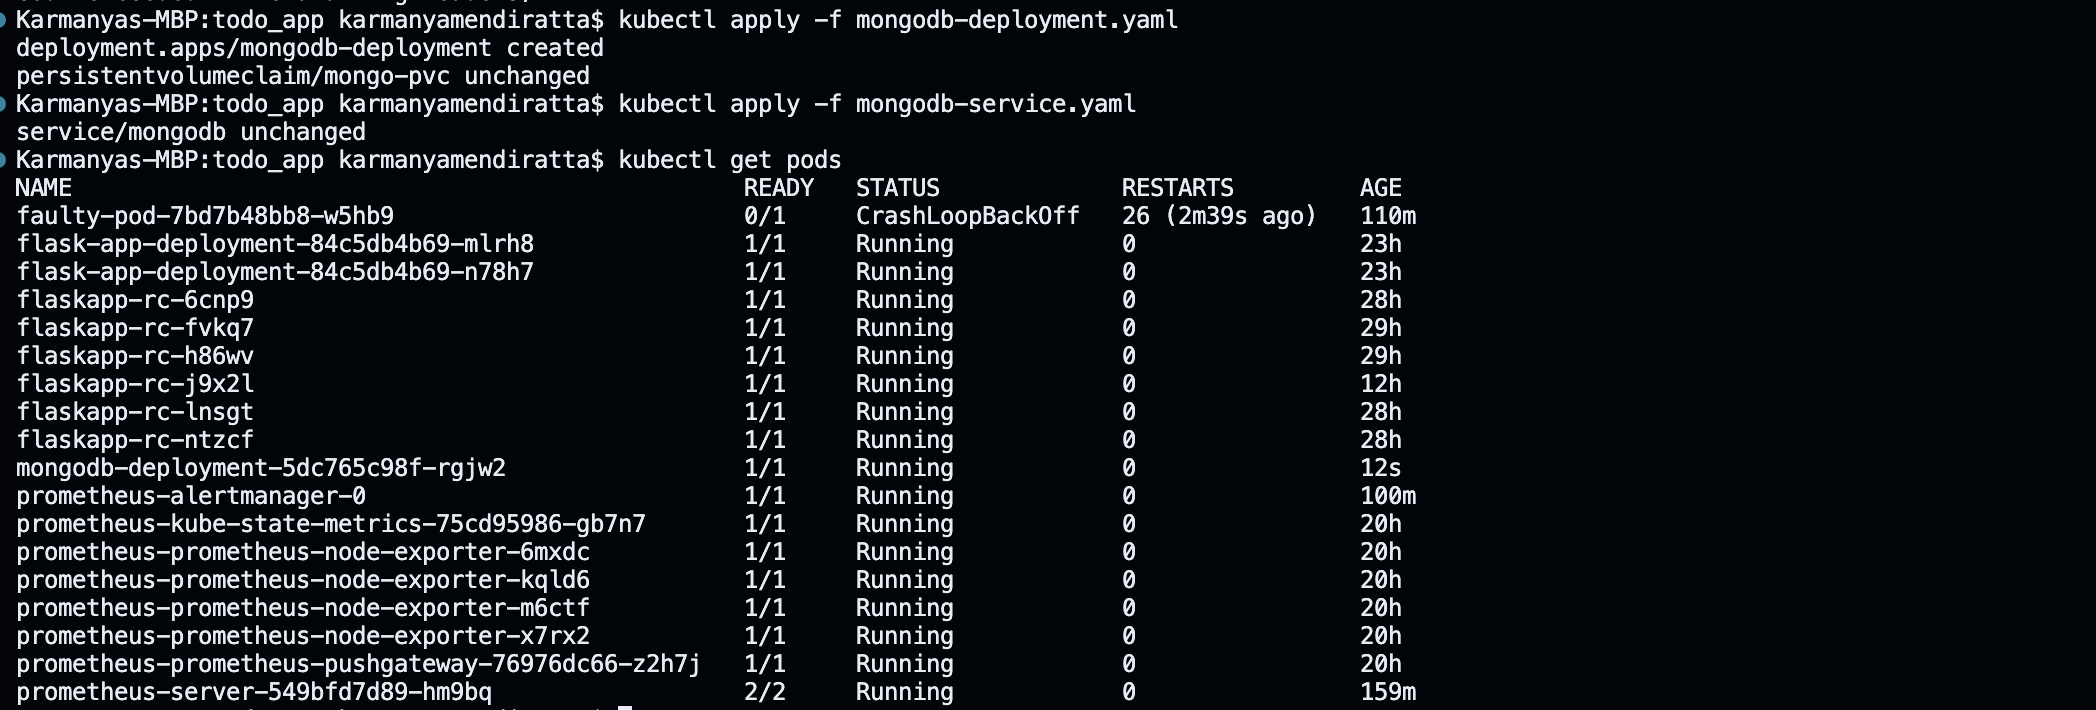 Karmanyas-MBP:todo_app karmanyamendiratta$ kubectl apply -f mongodb-deployment.yaml
deployment.apps/mongodb-deployment created
persistentvolumeclaim/mongo-pvc unchanged
Karmanyas-MBP:todo_app karmanyamendiratta$ kubectl apply -f mongodb-service.yaml
service/mongodb unchanged
Karmanyas-MBP:todo_app karmanyamendiratta$ kubectl get pods
NAME READY STATUS RESTARTS AGE
faulty-pod-7bd7b48bb8-w5hb9 0/1 CrashLoopBackOff 26 (2m39s ago) 110m
flask-app-deployment-84c5db4b69-mlrh8 1/1 Running 0 23h
flask-app-deployment-84c5db4b69-n78h7 1/1 Running 0 23h
flaskapp-rc-6cnp9 1/1 Running 0 28h
flaskapp-rc-fvkq7 1/1 Running 0 29h
flaskapp-rc-h86wv 1/1 Running 0 29h
flaskapp-rc-j9x2l 1/1 Running 0 12h
flaskapp-rc-lnsgt 1/1 Running 0 28h
flaskapp-rc-ntzcf 1/1 Running 0 28h
mongodb-deployment-5dc765c98f-rgjw2 1/1 Running 0 12s
prometheus-alertmanager-0 1/1 Running 0 100m
prometheus-kube-state-metrics-75cd95986-gb7n7 1/1 Running 0 20h
prometheus-prometheus-node-exporter-6mxdc 1/1 Running 0 20h
prometheus-prometheus-node-exporter-kqld6 1/1 Running 0 20h
prometheus-prometheus-node-exporter-m6ctf 1/1 Running 0 20h
prometheus-prometheus-node-exporter-x7rx2 1/1 Running 0 20h
prometheus-prometheus-pushgateway-76976dc66-z2h7j 1/1 Running 0 20h
prometheus-server-549bfd7d89-hm9bq 2/2 Running 0 159m